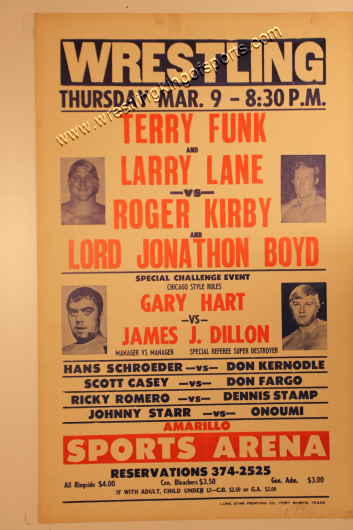 WRESTLING
THURSDAY MAR. 9 – 8:30 P.M.
www.wrestlingkingofsports.com
TERRY FUNK
AND
LARRY LANE
—VS—
ROGER KIRBY
AND
LORD JONATHON BOYD
SPECIAL CHALLENGE EVENT
CHICAGO STYLE RULES
GARY HART
—VS—
JAMES J. DILLON
MANAGER VS MANAGER SPECIAL REFEREE SUPER DESTROYER
HANS SCHROEDER —vs— DON KERNODLE
SCOTT CASEY —vs— DON FARGO
RICKY ROMERO —vs— DENNIS STAMP
JOHNNY STARR —vs— ONOUMI
AMARILLO
SPORTS ARENA
RESERVATIONS 374-2525
All Ringside $4.00 Gen. Bleachers $3.50 Gen. Adm. $3.00
IF WITH ADULT, CHILD UNDER 12—G.B. $2.50 or G.A. $2.00
LONE STAR PRINTING CO., FORT WORTH, TEXAS